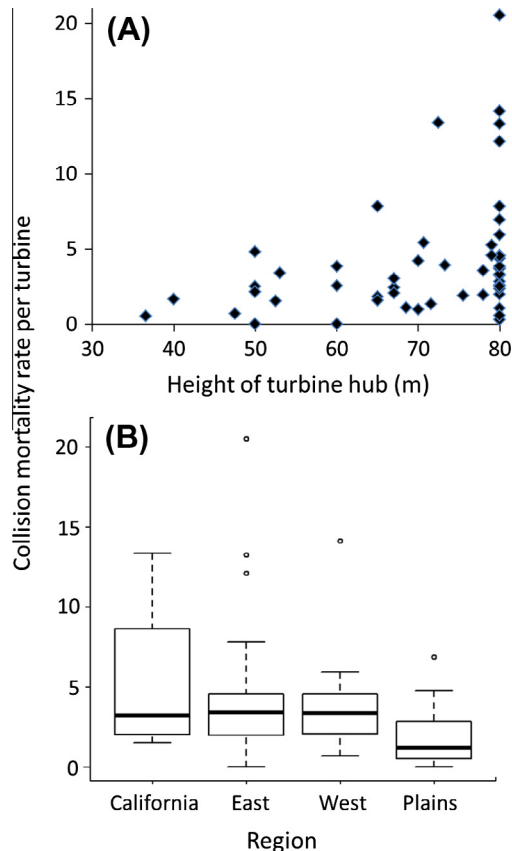 (A)
20
15
10
5
0
30 40 50 60 70 80
Height of turbine hub (m)
Collision mortality rate per turbine
(B)
20
15
10
5
0
California East West Plains
Region